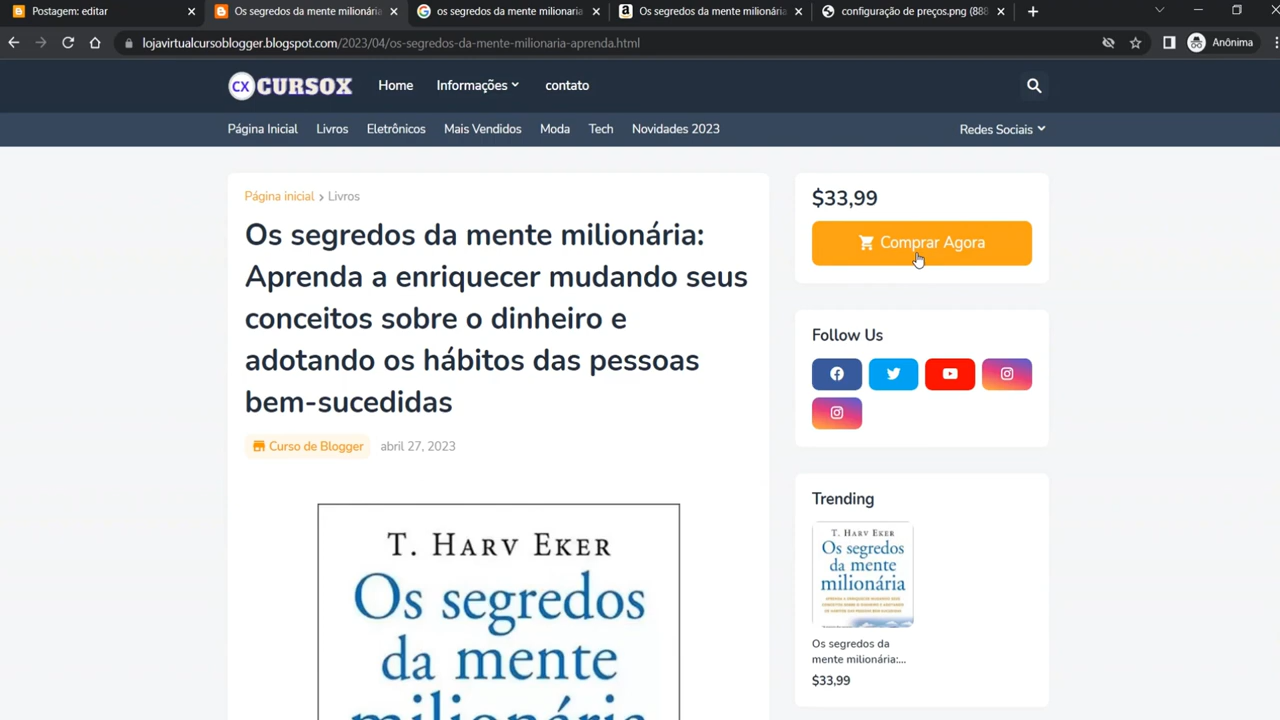 Postagem: editar
Os segredos da mente milionária
os segredos da mente milionaria
Os segredos da mente milionária
configuração de preços.png (888
lojavirtualcursoblogger.blogspot.com/2023/04/os-segredos-da-mente-milionaria-aprenda.html
Anônima
CX CURSOX
Home
Informações
contato
Página Inicial
Livros
Eletrônicos
Mais Vendidos
Moda
Tech
Novidades 2023
Redes Sociais
Página inicial > Livros
Os segredos da mente milionária:
Aprenda a enriquecer mudando seus
conceitos sobre o dinheiro e
adotando os hábitos das pessoas
bem-sucedidas
Curso de Blogger
abril 27, 2023
T. HARV EKER
Os segredos
da mente
milionária
$33,99
Comprar Agora
Follow Us
Trending
T. HARV EKER
Os segredos
da mente
milionária
Os segredos da
mente milionária:...
$33,99